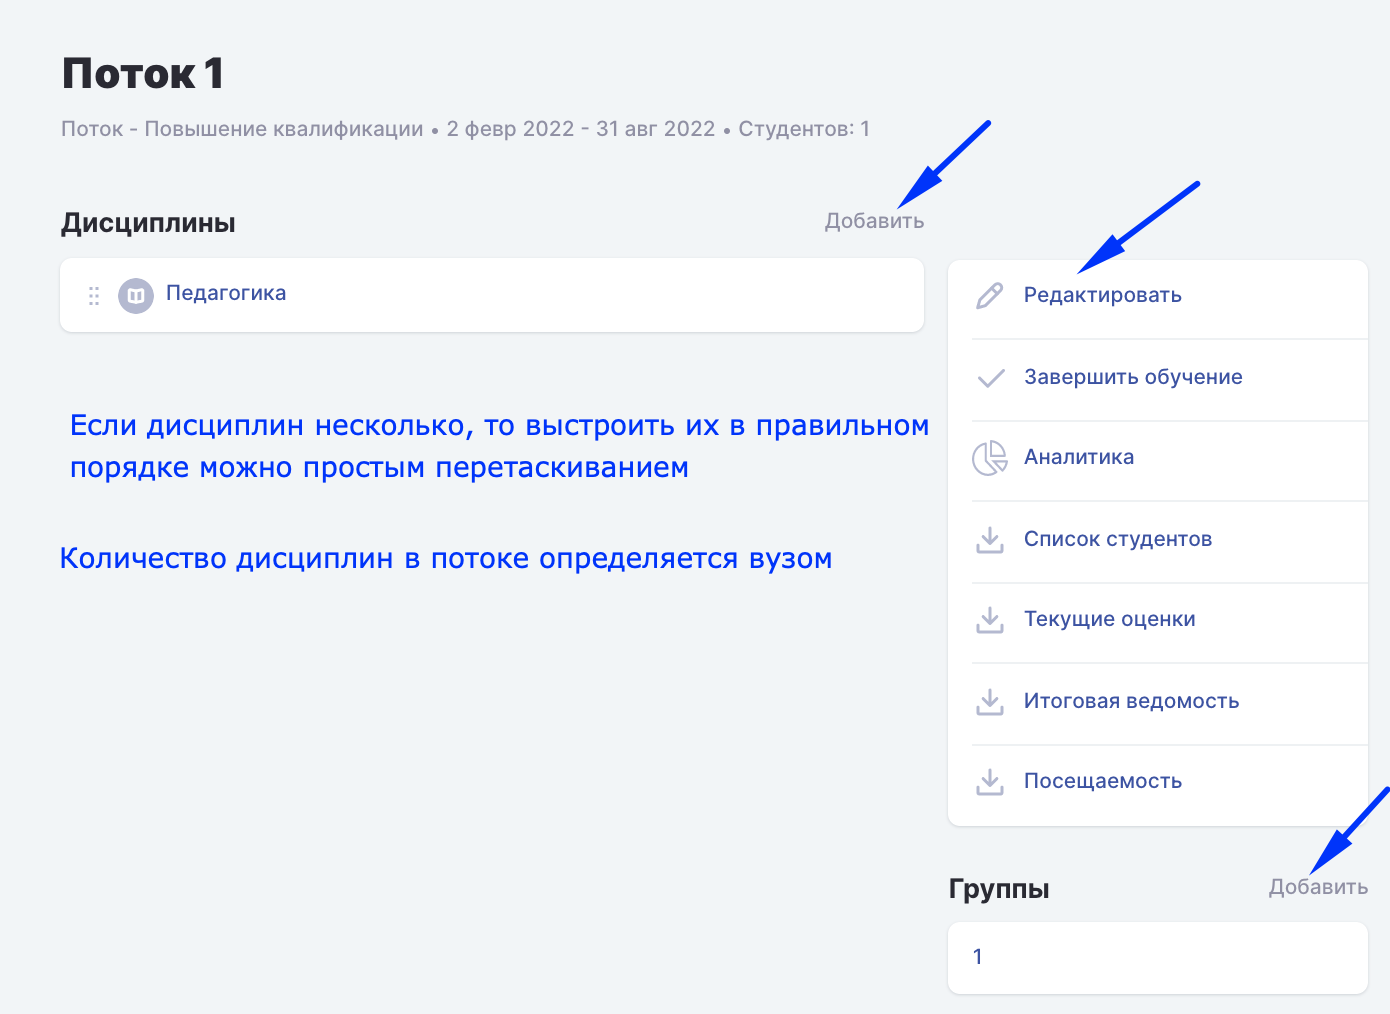 Поток 1
Поток - Повышение квалификации • 2 февр 2022 - 31 авг 2022 • Студентов: 1
Дисциплины
Добавить
Педагогика
Если дисциплин несколько, то выстроить их в правильном
порядке можно простым перетаскиванием
Количество дисциплин в потоке определяется вузом
Редактировать
Завершить обучение
Аналитика
Список студентов
Текущие оценки
Итоговая ведомость
Посещаемость
Группы
Добавить
1